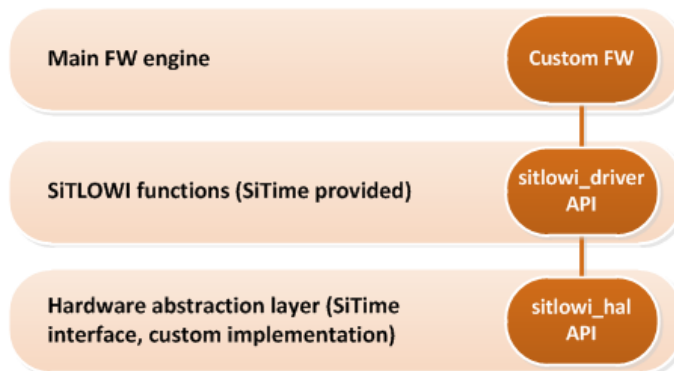 Main FW engine
Custom FW
SiTLOWI functions (SiTime provided)
sitlowi_driver
API
Hardware abstraction layer (SiTime
interface, custom implementation)
sitlowi_hal
API